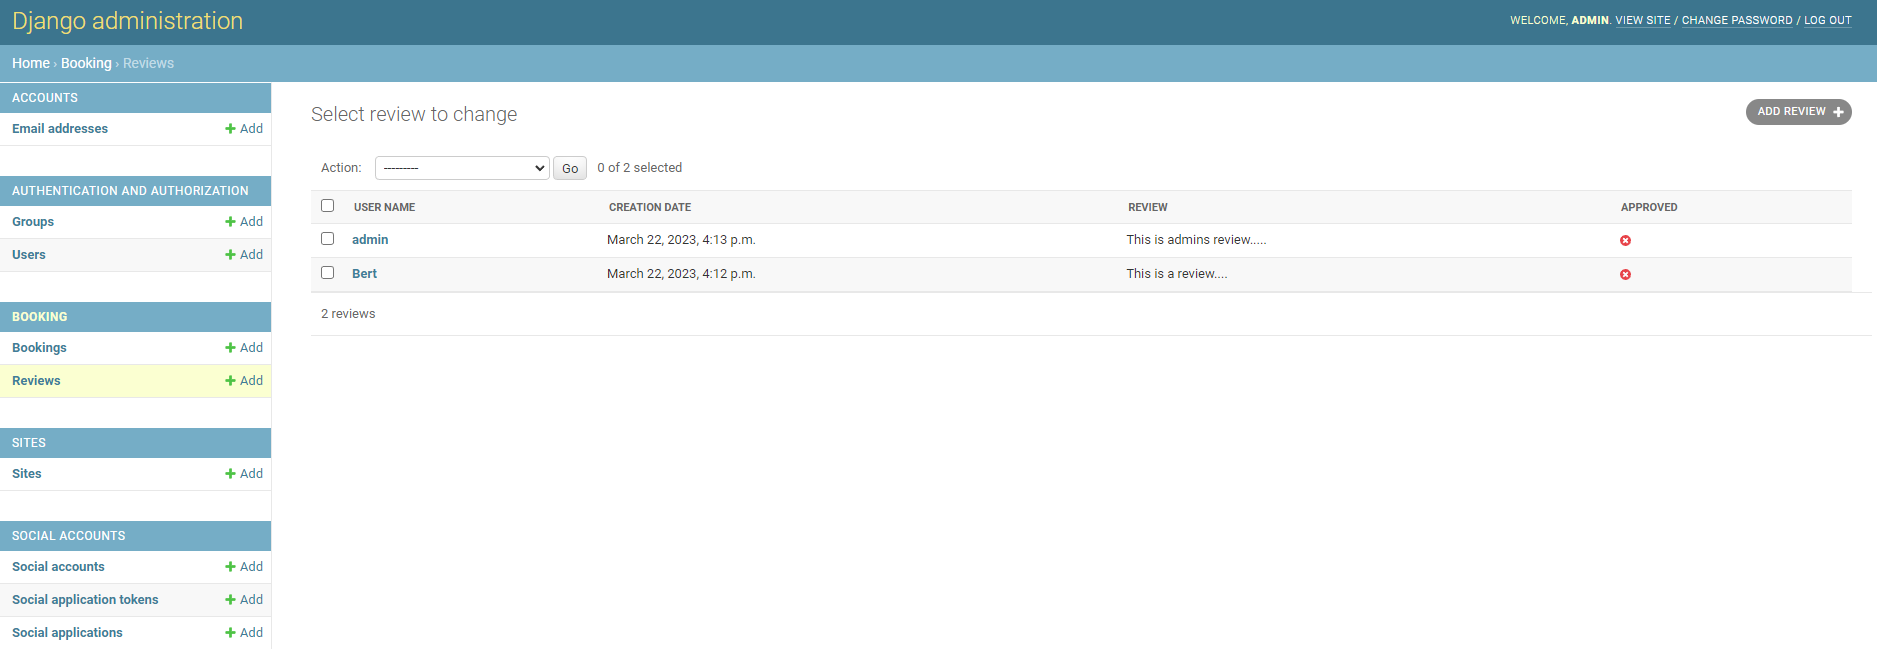 Django administration
WELCOME, ADMIN. VIEW SITE / CHANGE PASSWORD / LOG OUT
Home › Booking › Reviews
ACCOUNTS
Email addresses + Add
AUTHENTICATION AND AUTHORIZATION
Groups + Add
Users + Add
BOOKING
Bookings + Add
Reviews + Add
SITES
Sites + Add
SOCIAL ACCOUNTS
Social accounts + Add
Social application tokens + Add
Social applications + Add
Select review to change
ADD REVIEW +
Action: --------- Go 0 of 2 selected
USER NAME CREATION DATE REVIEW APPROVED
admin March 22, 2023, 4:13 p.m. This is admins review.....
Bert March 22, 2023, 4:12 p.m. This is a review....
2 reviews